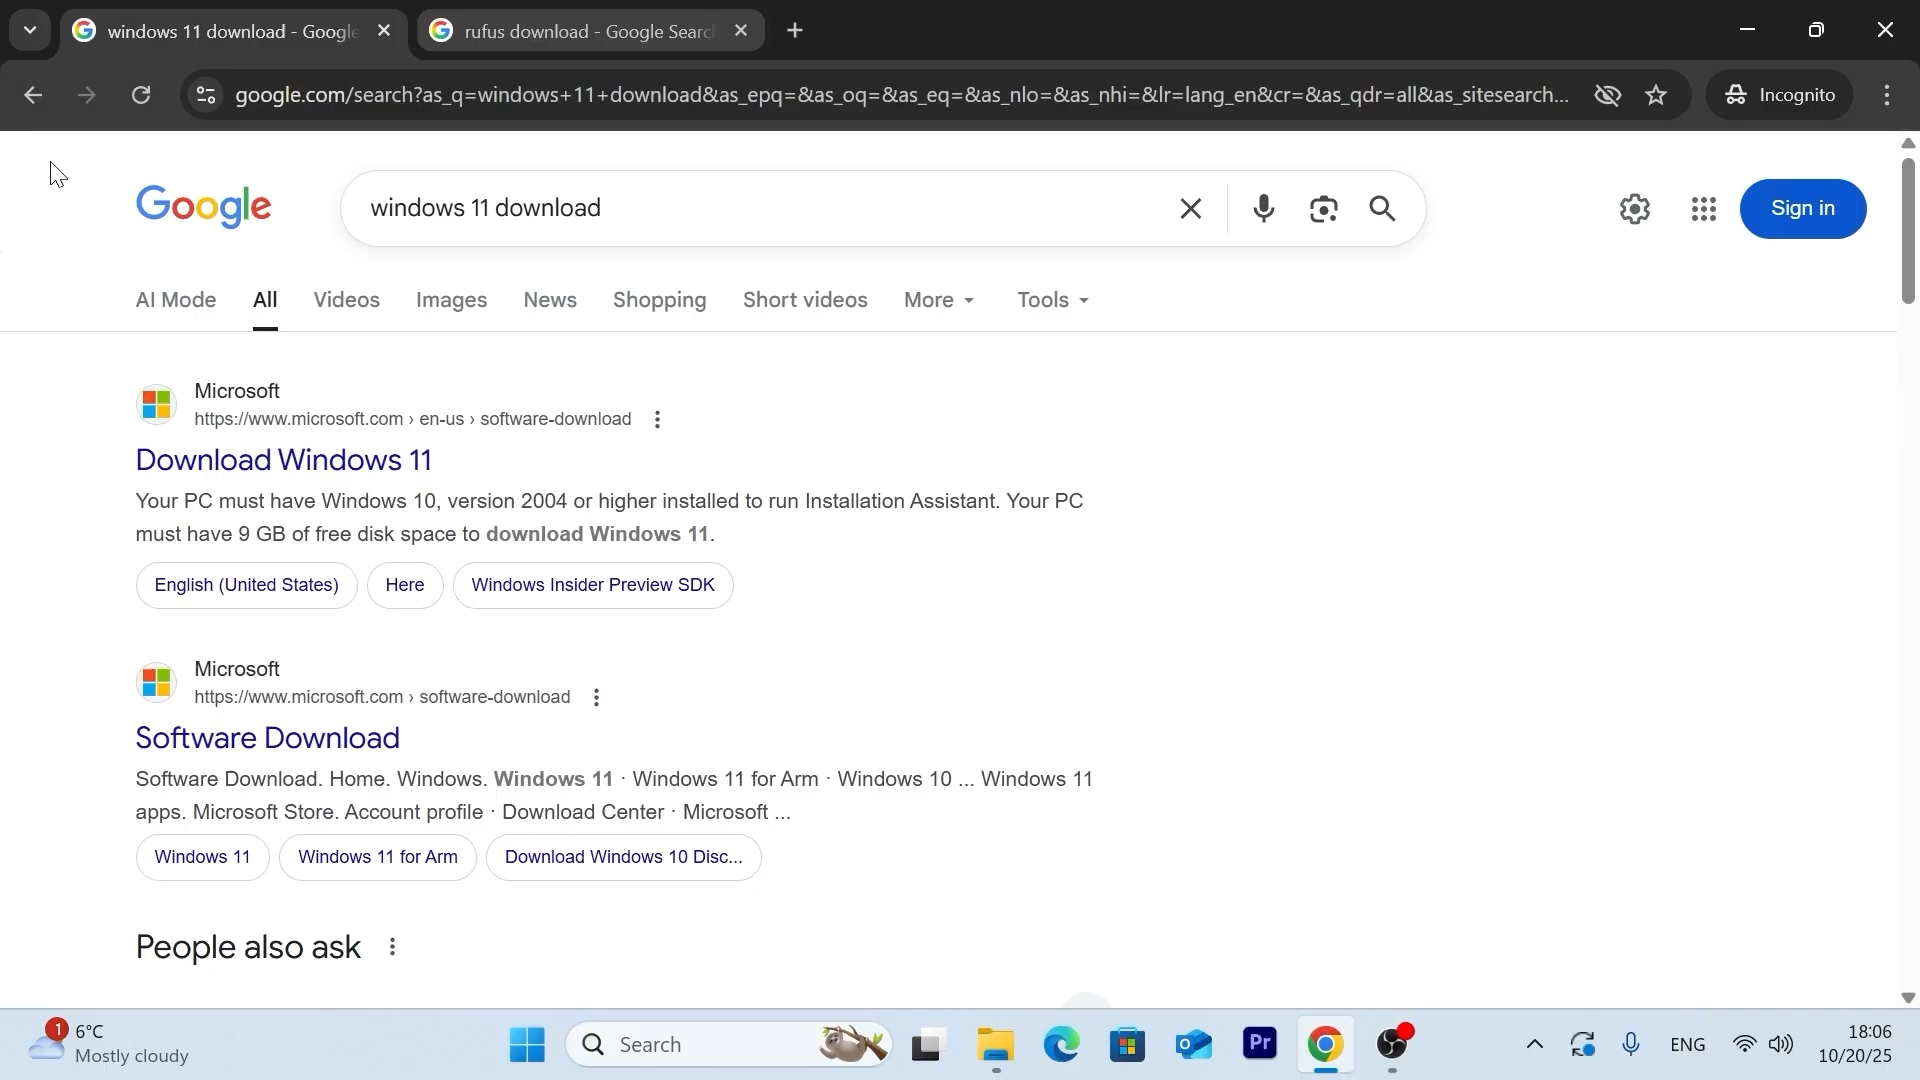 windows 11 download - Google
rufus download - Google Searc
google.com/search?as_q=windows+11+download&as_epq=&as_oq=&as_eq=&as_nlo=&as_nhi=&lr=lang_en&cr=&as_qdr=all&as_sitesearch...
Incognito
Google
windows 11 download
Sign in
AI Mode
All
Videos
Images
News
Shopping
Short videos
More
Tools
Microsoft
https://www.microsoft.com › en-us › software-download
Download Windows 11
Your PC must have Windows 10, version 2004 or higher installed to run Installation Assistant. Your PC
must have 9 GB of free disk space to download Windows 11.
English (United States)
Here
Windows Insider Preview SDK
Microsoft
https://www.microsoft.com › software-download
Software Download
Software Download. Home. Windows. Windows 11 · Windows 11 for Arm · Windows 10 ... Windows 11
apps. Microsoft Store. Account profile · Download Center · Microsoft ...
Windows 11
Windows 11 for Arm
Download Windows 10 Disc...
People also ask
1
6°C
Mostly cloudy
Search
Pr
ENG
18:06
10/20/25